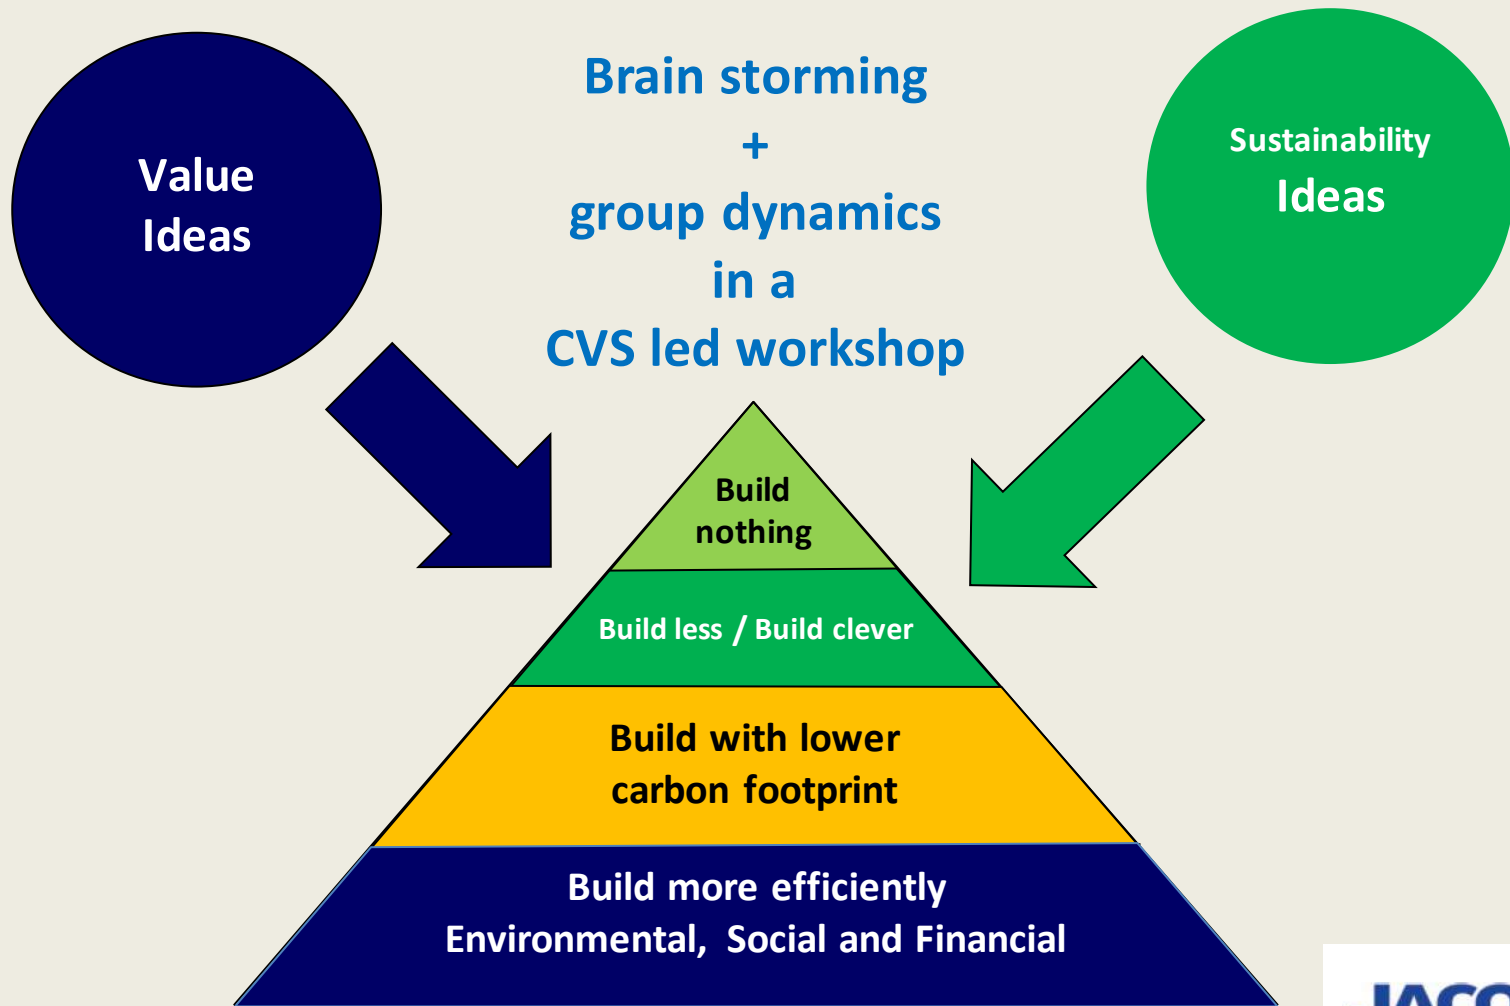 Value
Ideas
Brain storming
+
group dynamics
in a
CVS led workshop
Sustainability
Ideas
Build
nothing
Build less / Build clever
Build with lower
carbon footprint
Build more efficiently
Environmental, Social and Financial